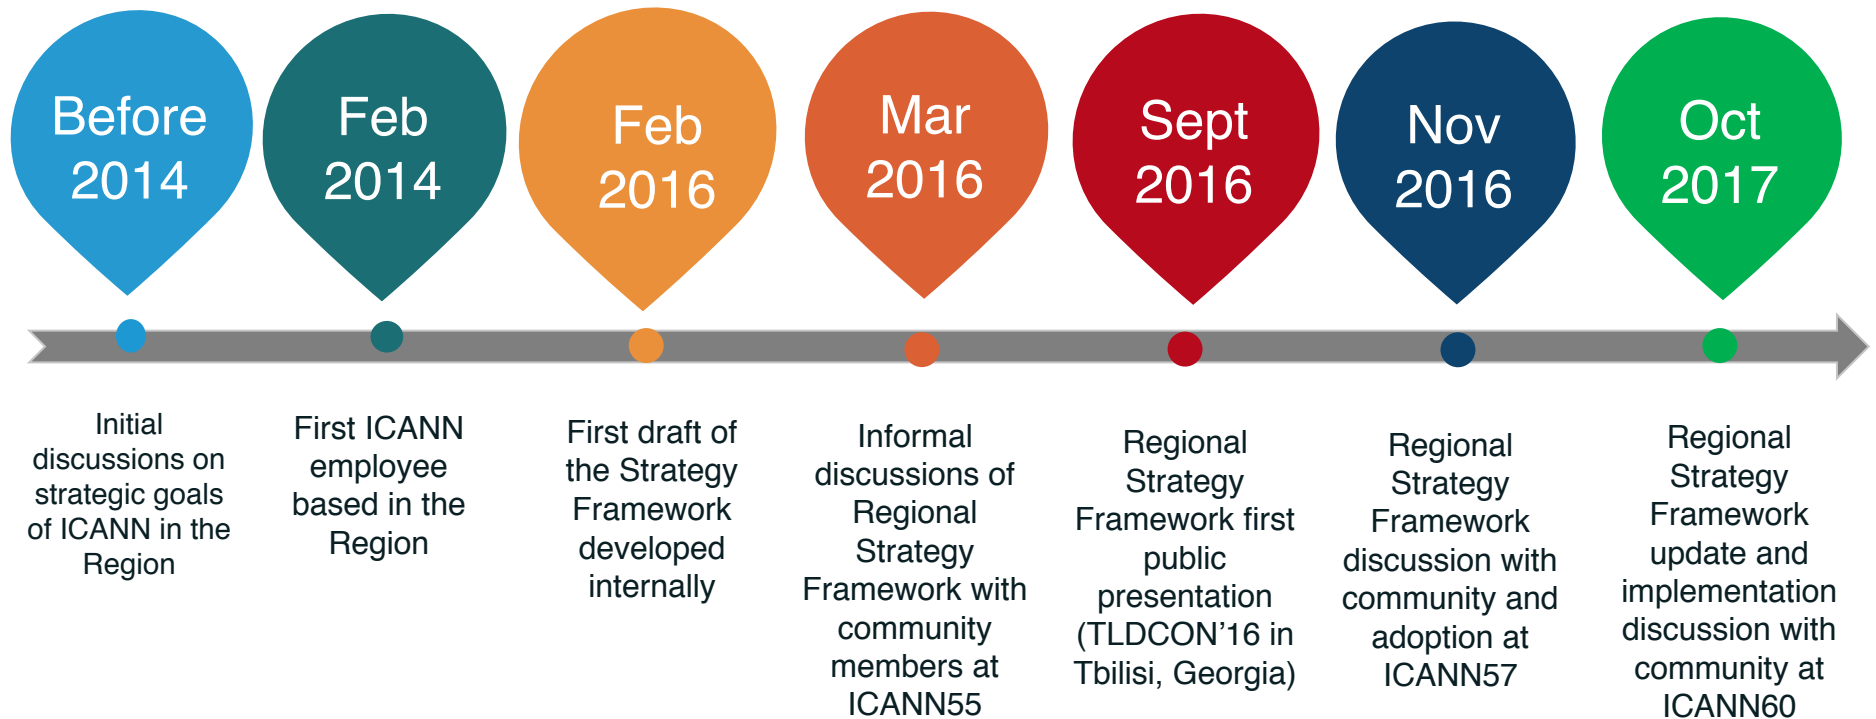 Before
2014
Feb
2014
Feb
2016
Mar
2016
Sept
2016
Nov
2016
Oct
2017
Initial
discussions on
strategic goals
of ICANN in the
Region
First ICANN
employee
based in the
Region
First draft of
the Strategy
Framework
developed
internally
Informal
discussions of
Regional
Strategy
Framework with
community
members at
ICANN55
Regional
Strategy
Framework first
public
presentation
(TLDCON’16 in
Tbilisi, Georgia)
Regional
Strategy
Framework
discussion with
community and
adoption at
ICANN57
Regional
Strategy
Framework
update and
implementation
discussion with
community at
ICANN60